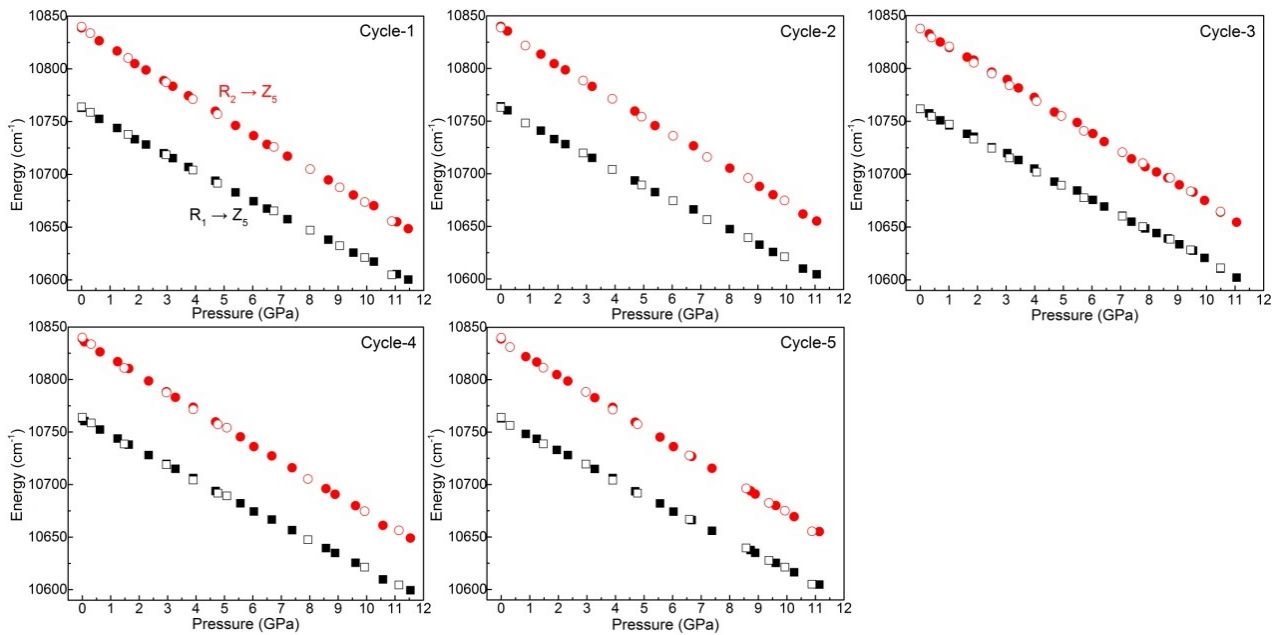 Cycle-1
R₂ → Z₅
R₁ → Z₅
Energy (cm⁻¹)
10850
10800
10750
10700
10650
10600
0 1 2 3 4 5 6 7 8 9 10 11 12
Pressure (GPa)
Cycle-2
Energy (cm⁻¹)
10850
10800
10750
10700
10650
10600
0 1 2 3 4 5 6 7 8 9 10 11 12
Pressure (GPa)
Cycle-3
Energy (cm⁻¹)
10850
10800
10750
10700
10650
10600
0 1 2 3 4 5 6 7 8 9 10 11 12
Pressure (GPa)
Cycle-4
Energy (cm⁻¹)
10850
10800
10750
10700
10650
10600
0 1 2 3 4 5 6 7 8 9 10 11 12
Pressure (GPa)
Cycle-5
Energy (cm⁻¹)
10850
10800
10750
10700
10650
10600
0 1 2 3 4 5 6 7 8 9 10 11 12
Pressure (GPa)